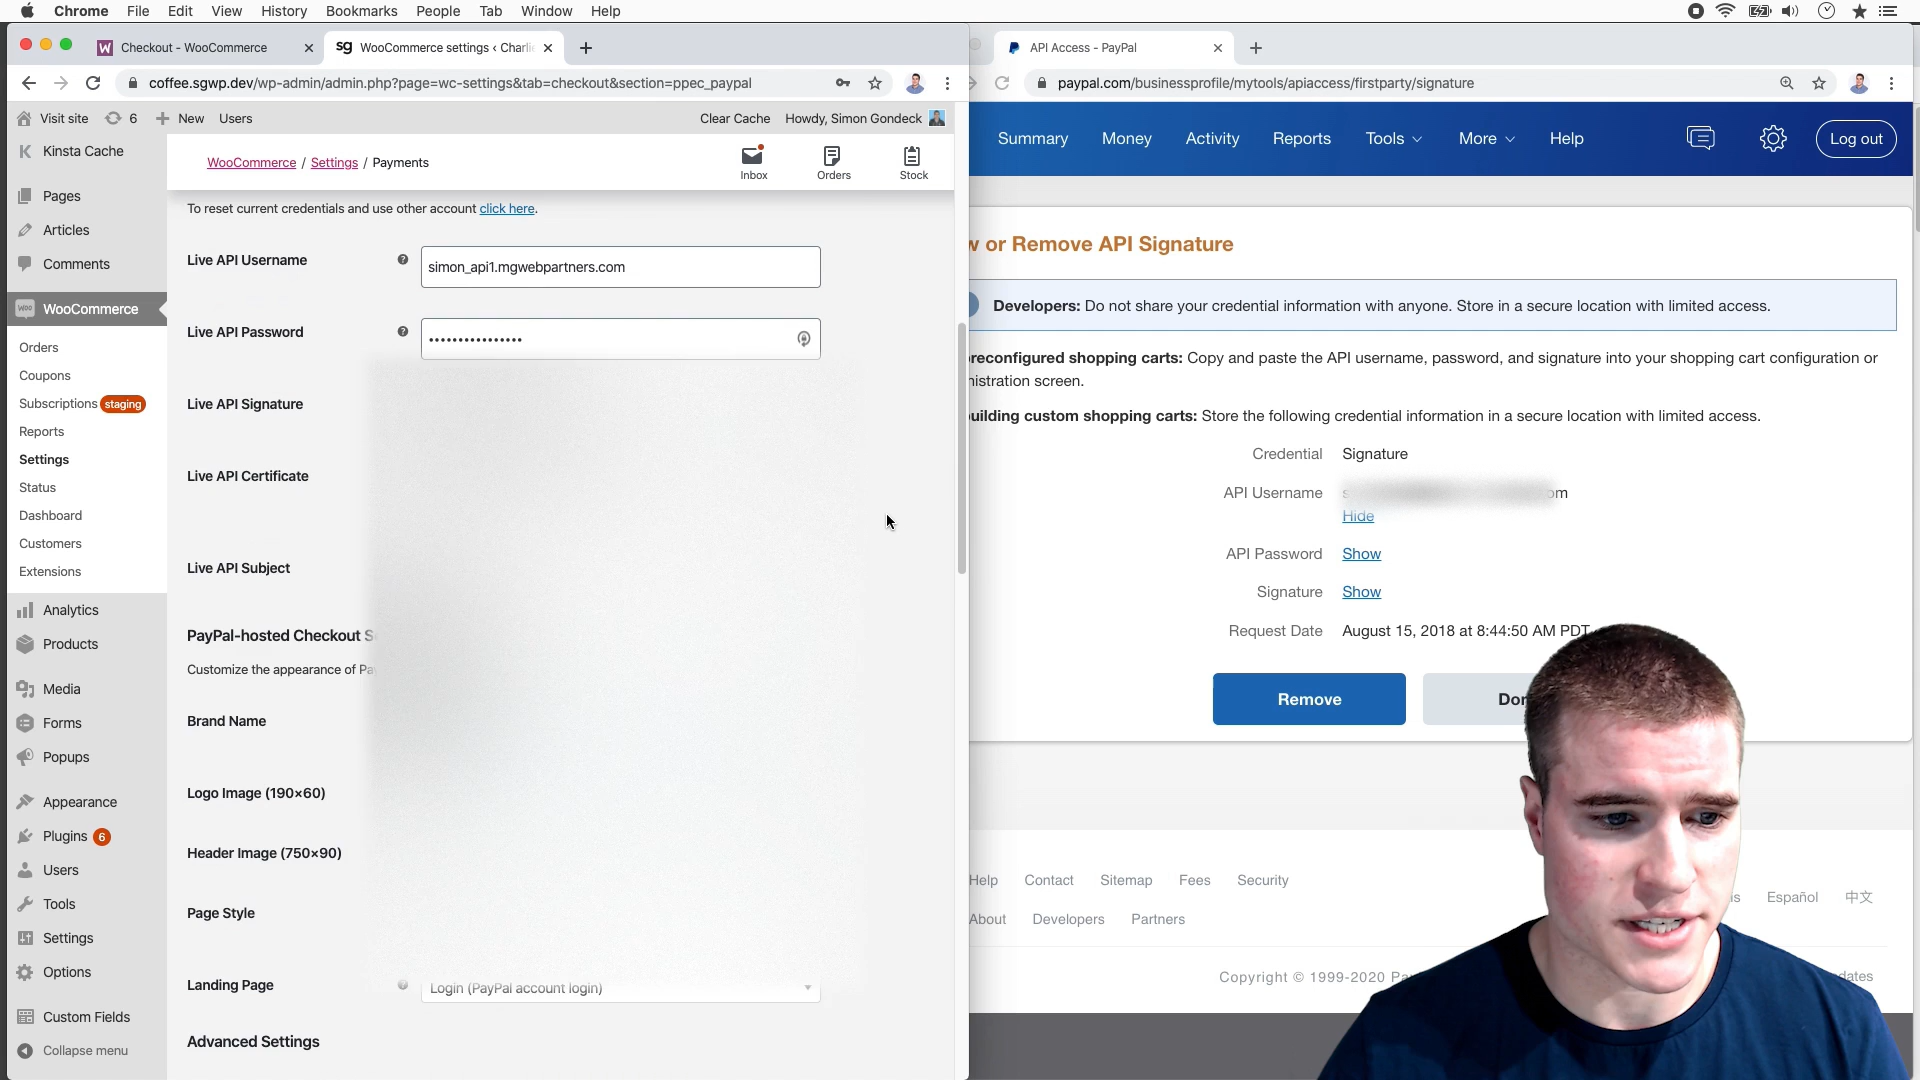 Chrome File Edit View History Bookmarks People Tab Window Help
Checkout - WooCommerce
sg WooCommerce settings ‹ Charli
API Access - PayPal
coffee.sgwp.dev/wp-admin/admin.php?page=wc-settings&tab=checkout&section=ppec_paypal
paypal.com/businessprofile/mytools/apiaccess/firstparty/signature
Visit site 6 New Users Clear Cache Howdy, Simon Gondeck
Kinsta Cache
Pages
Articles
Comments
WooCommerce
Orders
Coupons
Subscriptions staging
Reports
Settings
Status
Dashboard
Customers
Extensions
Analytics
Products
Media
Forms
Popups
Appearance
Plugins 6
Users
Tools
Settings
Options
Custom Fields
Collapse menu
WooCommerce / Settings / Payments
Inbox Orders Stock
To reset current credentials and use other account click here.
Live API Username simon_api1.mgwebpartners.com
Live API Password ••••••••••••••••
Live API Signature
Live API Certificate
Live API Subject
PayPal-hosted Checkout S
Customize the appearance of Pa
Brand Name
Logo Image (190×60)
Header Image (750×90)
Page Style
Landing Page Login (PayPal account login)
Advanced Settings
Summary Money Activity Reports Tools More Help Log out
w or Remove API Signature
Developers: Do not share your credential information with anyone. Store in a secure location with limited access.
reconfigured shopping carts: Copy and paste the API username, password, and signature into your shopping cart configuration or
nistration screen.
uilding custom shopping carts: Store the following credential information in a secure location with limited access.
Credential Signature
API Username s om
Hide
API Password Show
Signature Show
Request Date August 15, 2018 at 8:44:50 AM PDT
Remove Don
Help Contact Sitemap Fees Security
is Español 中文
About Developers Partners
Copyright © 1999-2020 Pa dates